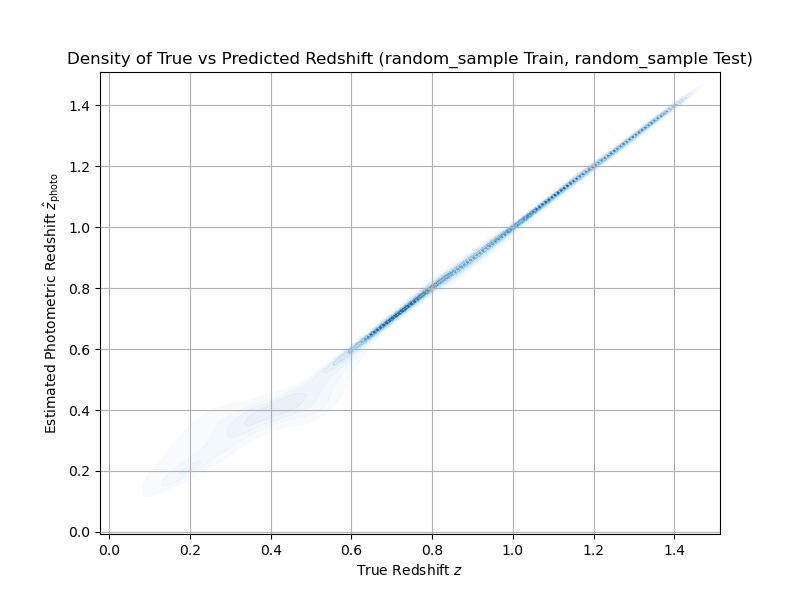 Density of True vs Predicted Redshift (random_sample Train, random_sample Test)
Estimated Photometric Redshift ẑphoto
1.4
1.2
1.0
0.8
0.6
0.4
0.2
0.0
0.0 0.2 0.4 0.6 0.8 1.0 1.2 1.4
True Redshift z